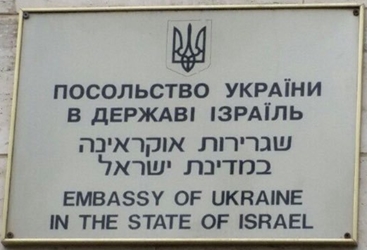 ПОСОЛЬСТВО УКРАЇНИ
В ДЕРЖАВІ ІЗРАЇЛЬ
שגרירות אוקראינה
במדינת ישראל
EMBASSY OF UKRAINE
IN THE STATE OF ISRAEL